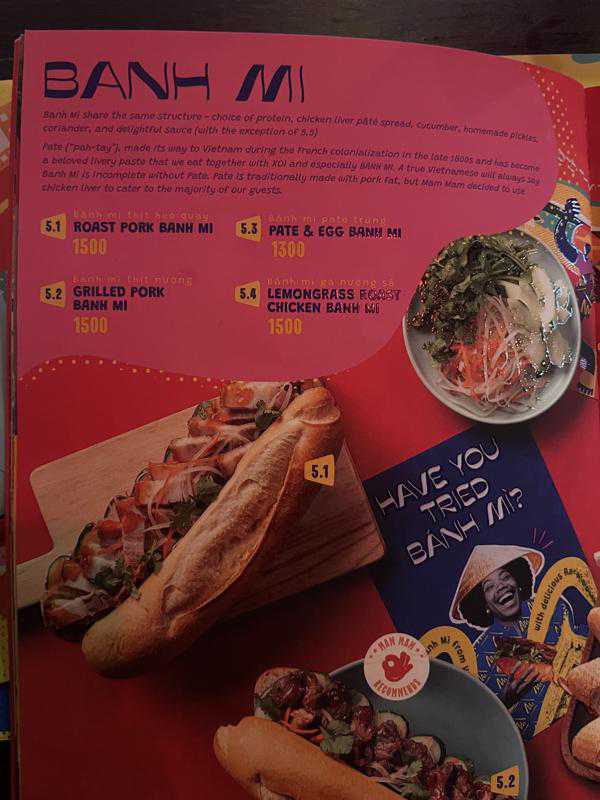 BANH MI
Banh Mi share the same structure – choice of protein, chicken liver pâté spread, cucumber, homemade pickles,
coriander, and delightful sauce (with the exception of 5.5)
Pate ("pah-tay"), made its way to Vietnam during the French colonialization in the late 1800s and has become
a beloved livery paste that we eat together with XOI and especially BANH MI. A true Vietnamese will always say
Banh Mi is incomplete without Pate. Pate is traditionally made with pork fat, but Mam Mam decided to use
chicken liver to cater to the majority of our guests.
Bánh mì thịt heo quay
5.1 ROAST PORK BANH MI
1500
Bánh mì thịt nướng
5.2 GRILLED PORK
BANH MI
1500
Bánh mì pate trứng
5.3 PATE & EGG BANH MI
1300
Bánh mì gà nướng sả
5.4 LEMONGRASS ROAST
CHICKEN BANH MI
1500
5.1
HAVE YOU
TRIED
BÁNH MÌ?
with delicious
Banh Mi from
MAM MAM
RECOMMENDS
5.2